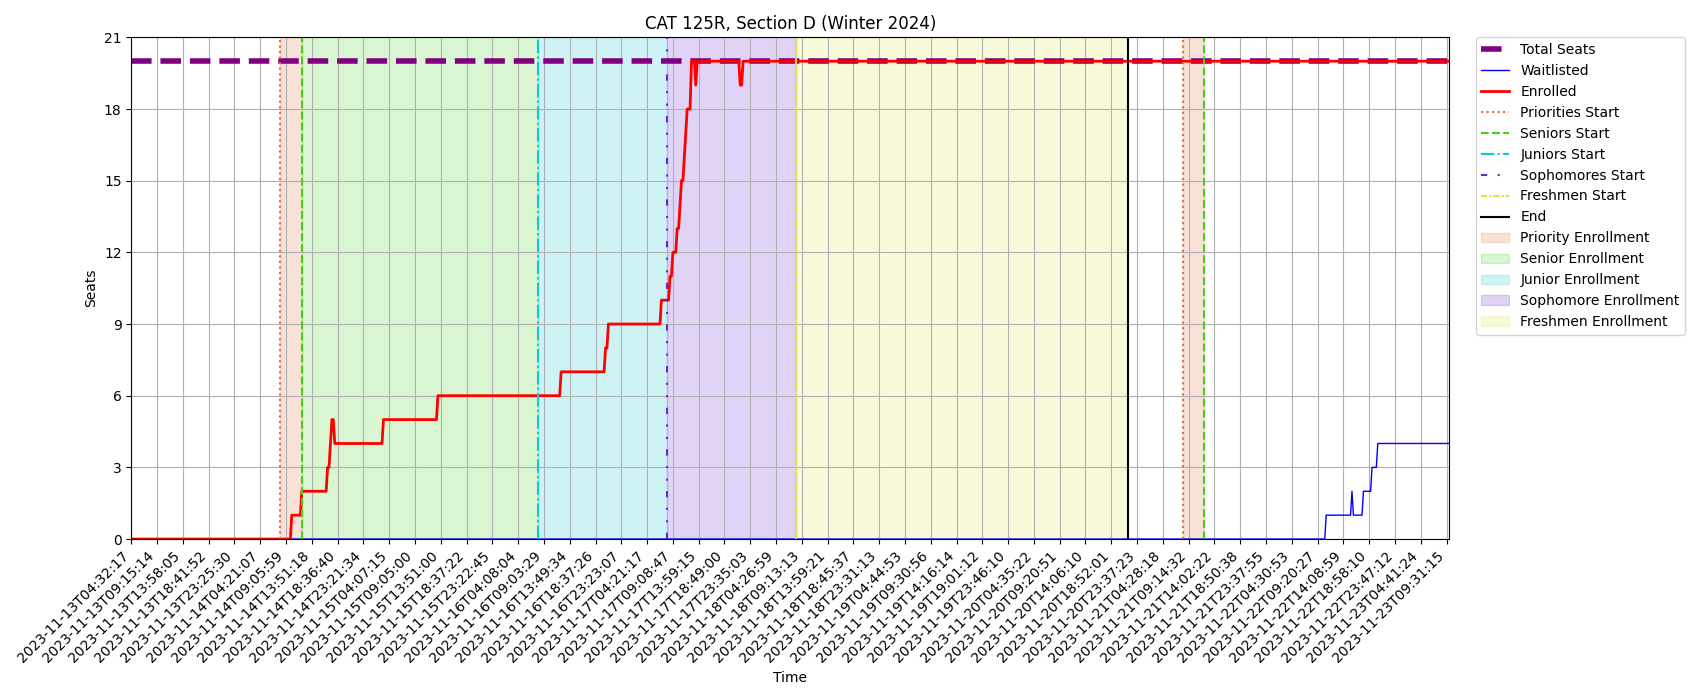 CAT 125R, Section D (Winter 2024)
21
18
15
12
9
6
3
0
Seats
2023-11-13T04:32:17
2023-11-13T09:15:14
2023-11-13T13:58:05
2023-11-13T18:41:52
2023-11-13T23:25:30
2023-11-14T04:21:07
2023-11-14T09:05:59
2023-11-14T13:51:18
2023-11-14T18:36:40
2023-11-14T23:21:34
2023-11-15T04:07:15
2023-11-15T09:05:00
2023-11-15T13:51:00
2023-11-15T18:37:22
2023-11-15T23:22:45
2023-11-16T04:08:04
2023-11-16T09:03:29
2023-11-16T13:49:34
2023-11-16T18:37:26
2023-11-16T23:23:07
2023-11-17T04:21:17
2023-11-17T09:08:47
2023-11-17T13:59:15
2023-11-17T18:49:00
2023-11-17T23:35:03
2023-11-18T04:26:59
2023-11-18T09:13:13
2023-11-18T13:59:21
2023-11-18T18:45:37
2023-11-18T23:31:13
2023-11-19T04:44:53
2023-11-19T09:30:56
2023-11-19T14:16:14
2023-11-19T19:01:12
2023-11-19T23:46:10
2023-11-20T04:35:22
2023-11-20T09:20:51
2023-11-20T14:06:10
2023-11-20T18:52:01
2023-11-20T23:37:23
2023-11-21T04:28:18
2023-11-21T09:14:32
2023-11-21T14:02:22
2023-11-21T18:50:38
2023-11-21T23:37:55
2023-11-22T04:30:53
2023-11-22T09:20:27
2023-11-22T14:08:59
2023-11-22T18:58:10
2023-11-22T23:47:12
2023-11-23T04:41:24
2023-11-23T09:31:15
Time
Total Seats
Waitlisted
Enrolled
Priorities Start
Seniors Start
Juniors Start
Sophomores Start
Freshmen Start
End
Priority Enrollment
Senior Enrollment
Junior Enrollment
Sophomore Enrollment
Freshmen Enrollment